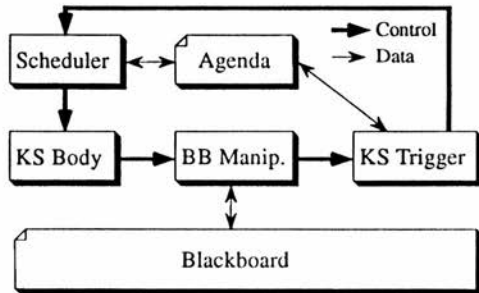 Control
Data
Scheduler
Agenda
KS Body
BB Manip.
KS Trigger
Blackboard